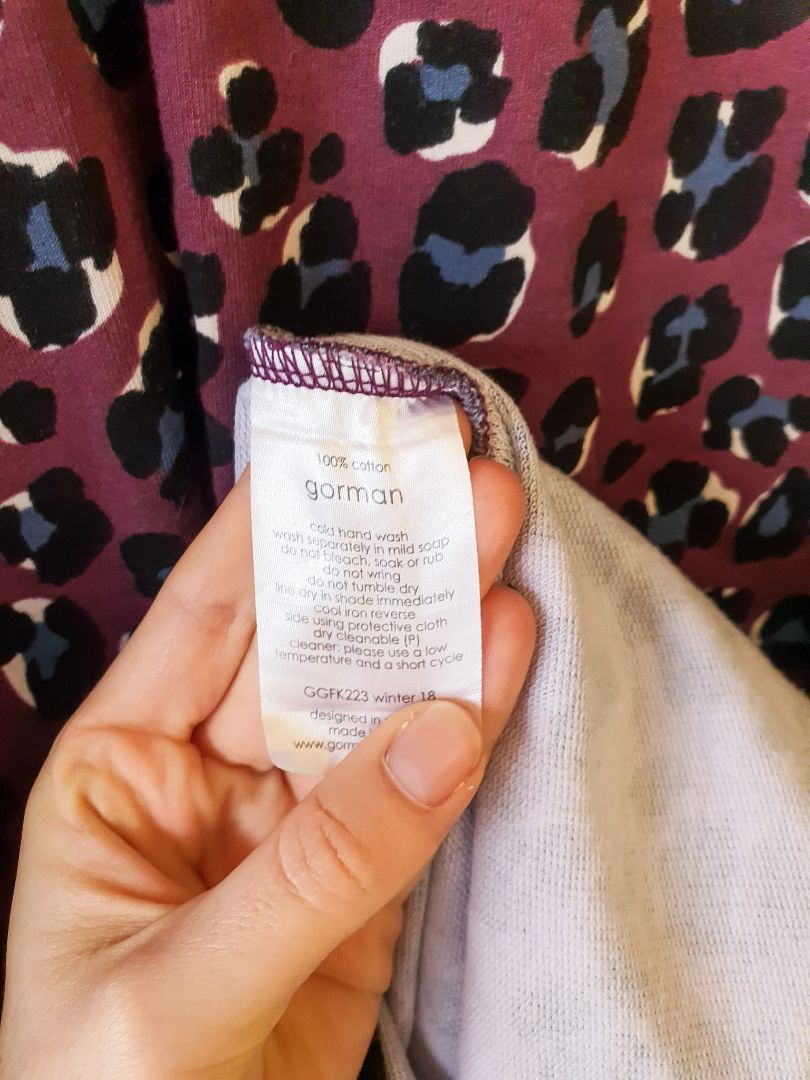 100% cotton
gorman
cold hand wash
wash separately in mild soap
do not bleach, soak or rub
do not wring
do not tumble dry
line dry in shade immediately
cool iron reverse
side using protective cloth
dry cleanable (P)
cleaner: please use a low
temperature and a short cycle
GGFK223 winter 18
designed in
made
www.gorm